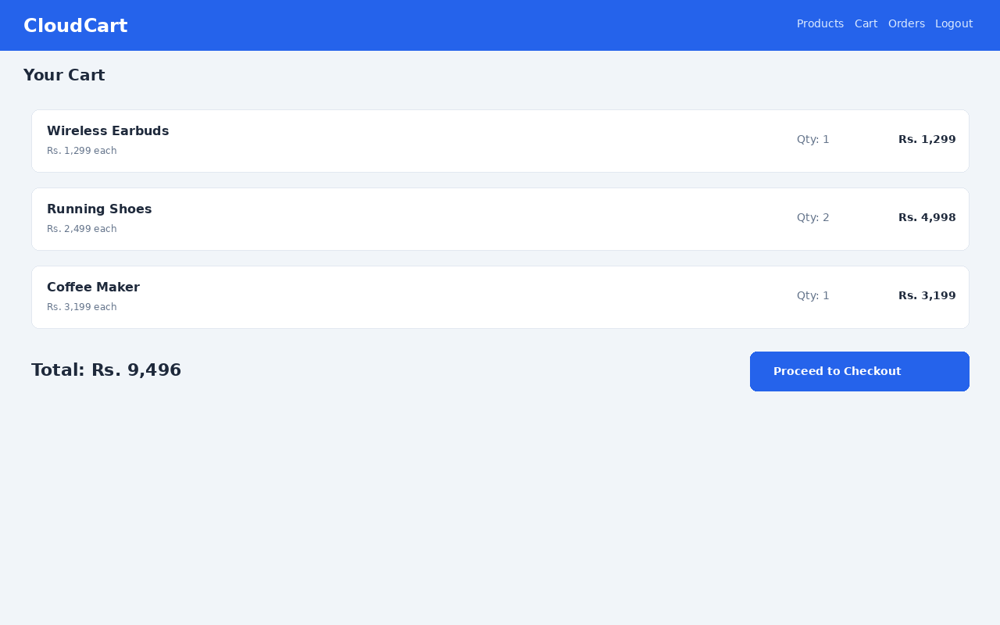 CloudCart
Products Cart Orders Logout
Your Cart
Wireless Earbuds
Rs. 1,299 each
Qty: 1
Rs. 1,299
Running Shoes
Rs. 2,499 each
Qty: 2
Rs. 4,998
Coffee Maker
Rs. 3,199 each
Qty: 1
Rs. 3,199
Total: Rs. 9,496
Proceed to Checkout